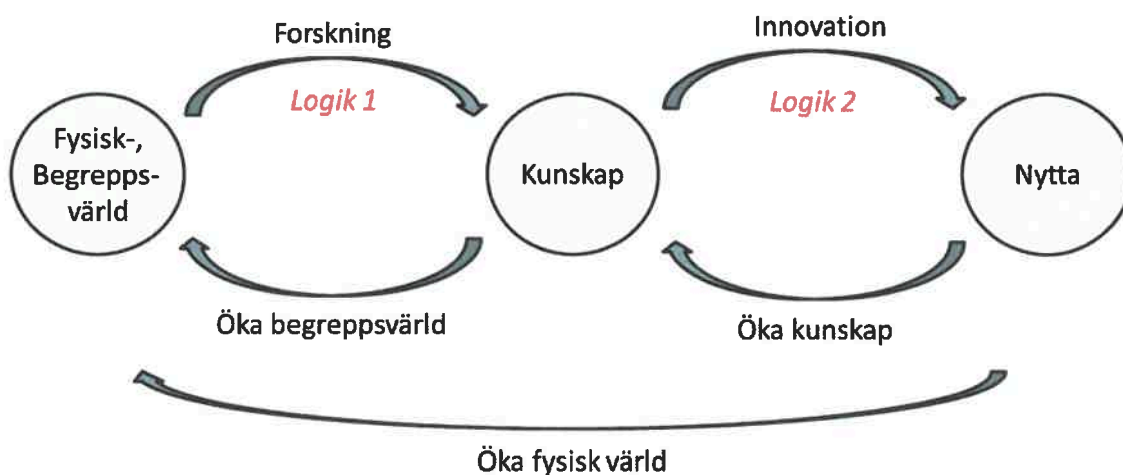 Forskning
Innovation
Logik 1
Logik 2
Fysisk-,
Begrepps-
värld
Kunskap
Nytta
Öka begreppsvärld
Öka kunskap
Öka fysisk värld